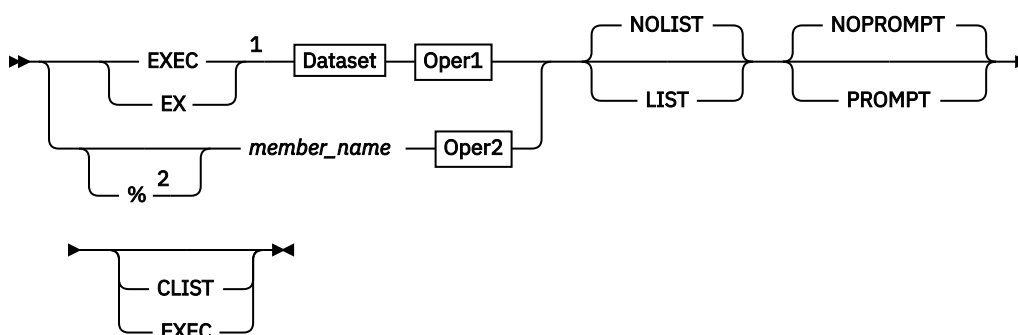 NOLIST NOPROMPT
EXEC 1 Dataset Oper1
EX LIST PROMPT
member_name Oper2
% 2
CLIST
EXEC